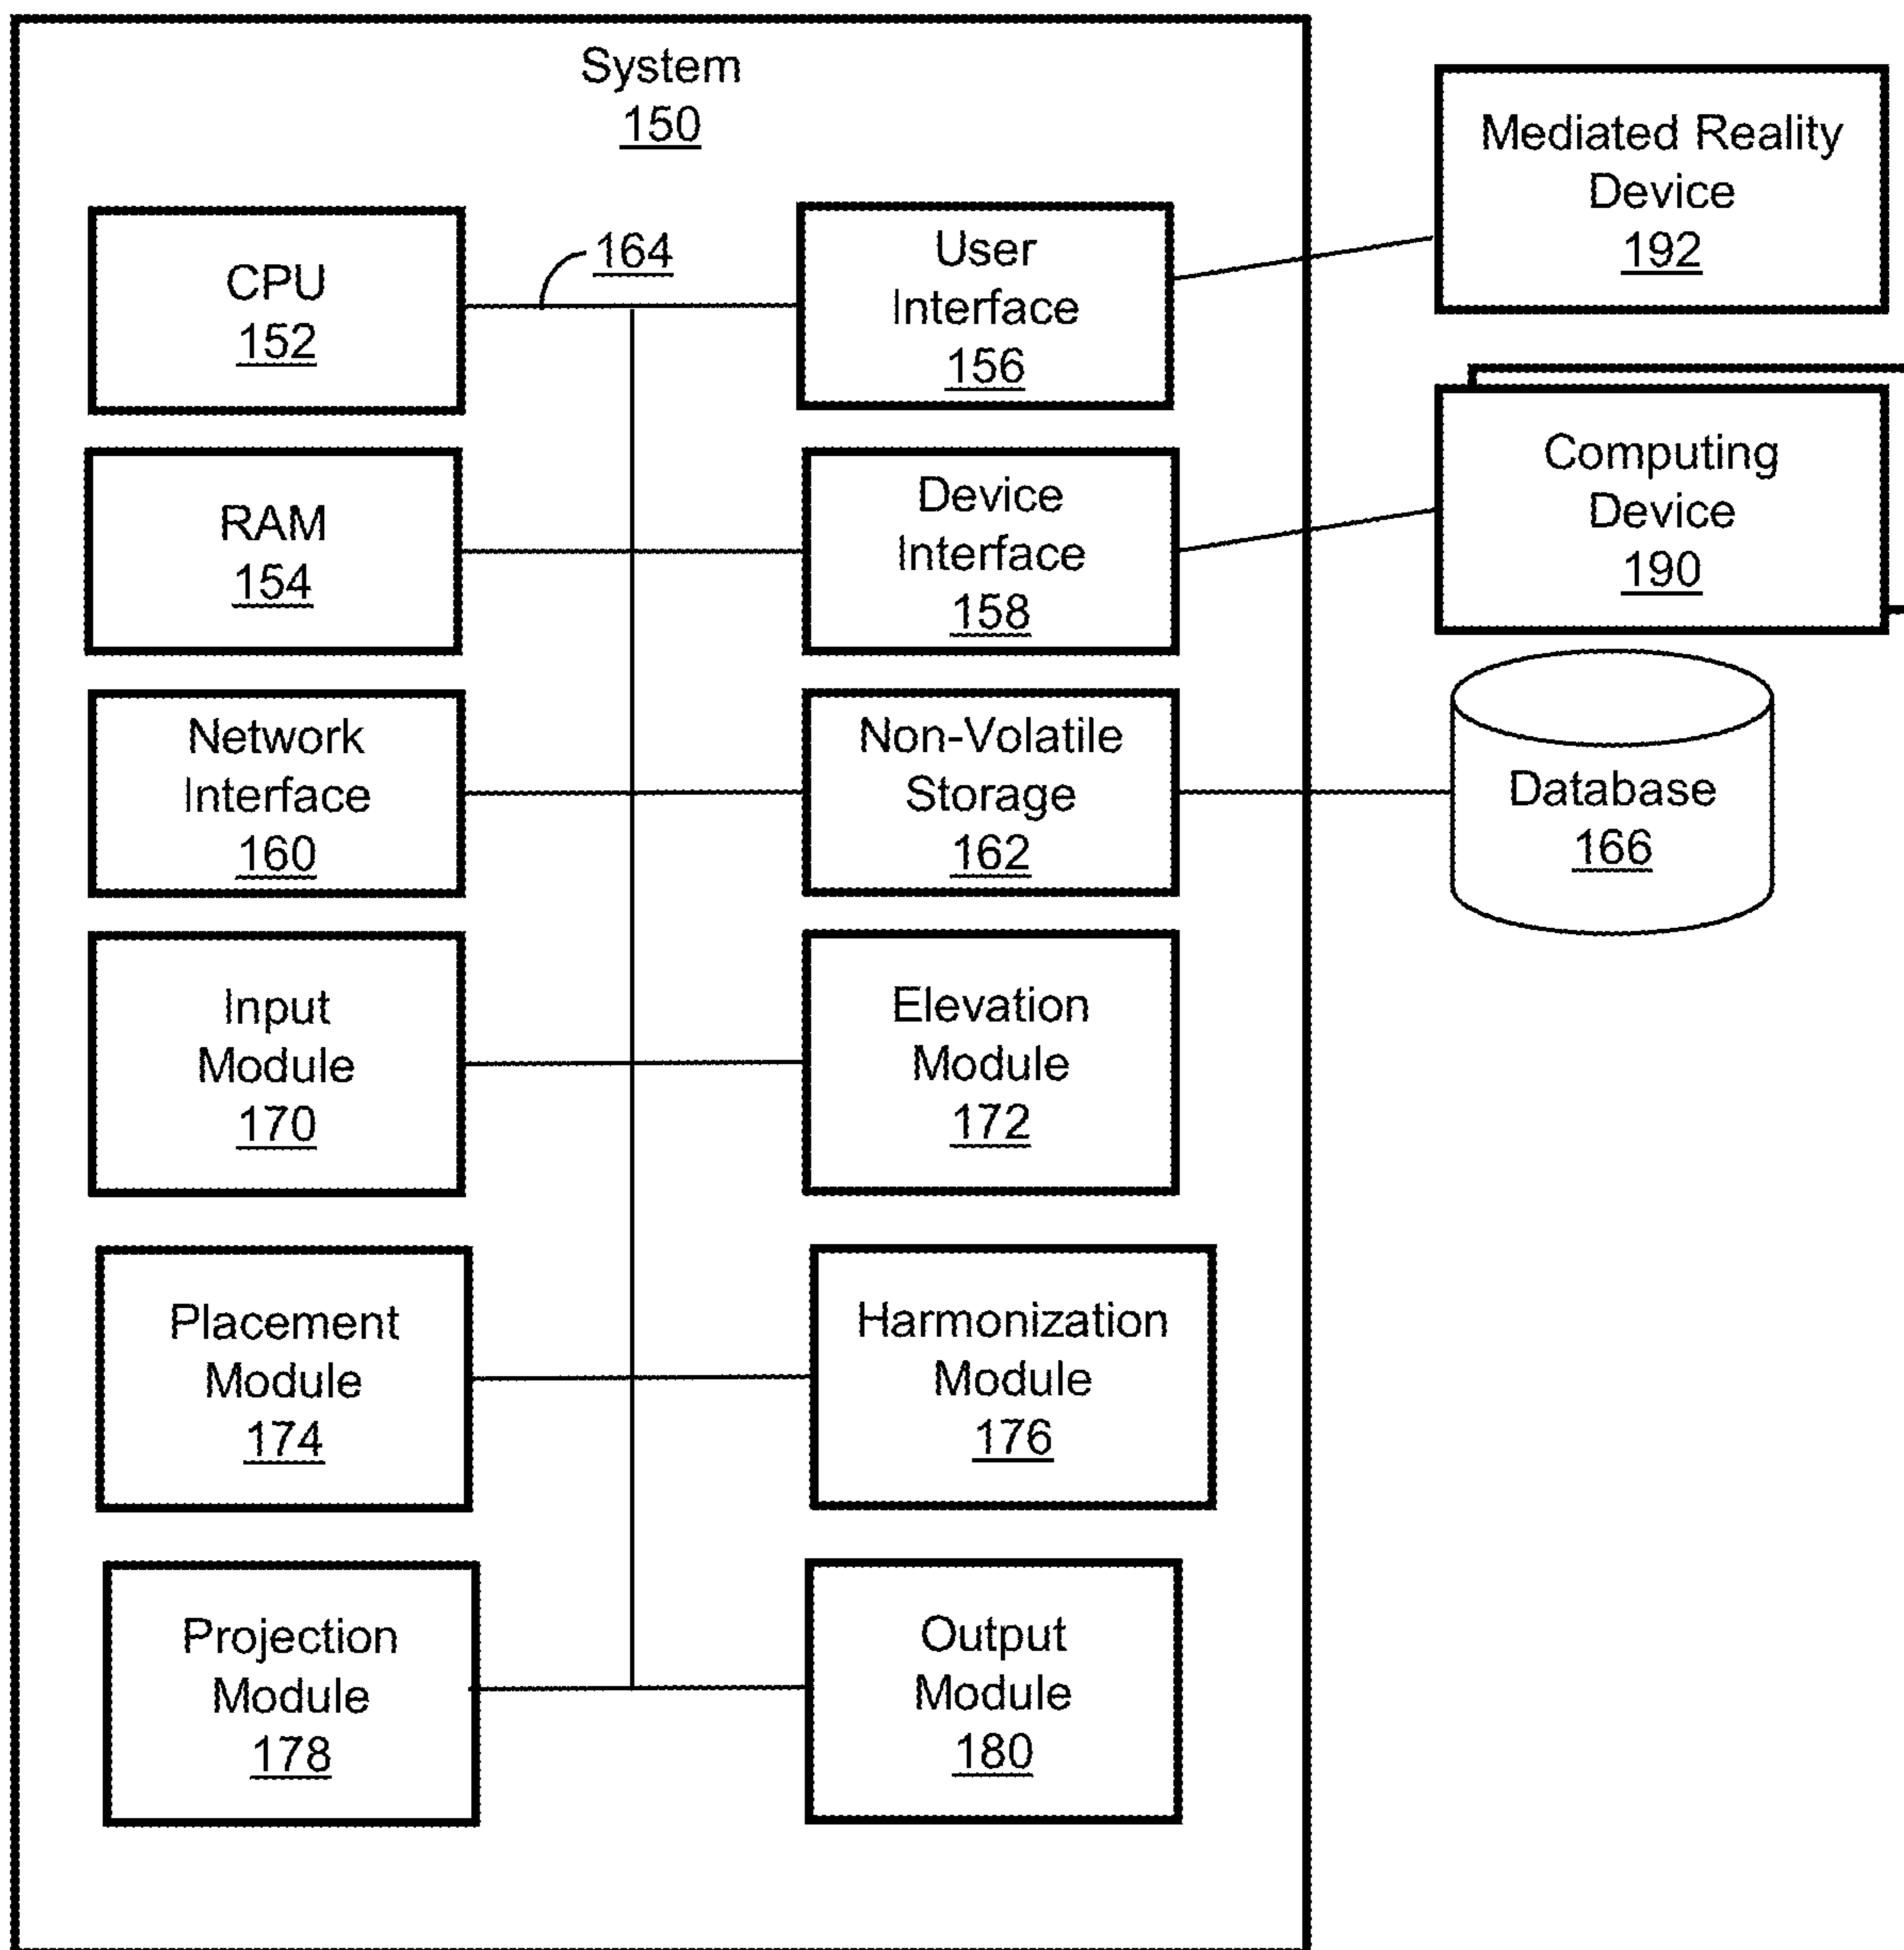 System
150
CPU
152
164
User
Interface
156
Mediated Reality
Device
192
RAM
154
Device
Interface
158
Computing
Device
190
Network
Interface
160
Non-Volatile
Storage
162
Database
166
Input
Module
170
Elevation
Module
172
Placement
Module
174
Harmonization
Module
176
Projection
Module
178
Output
Module
180